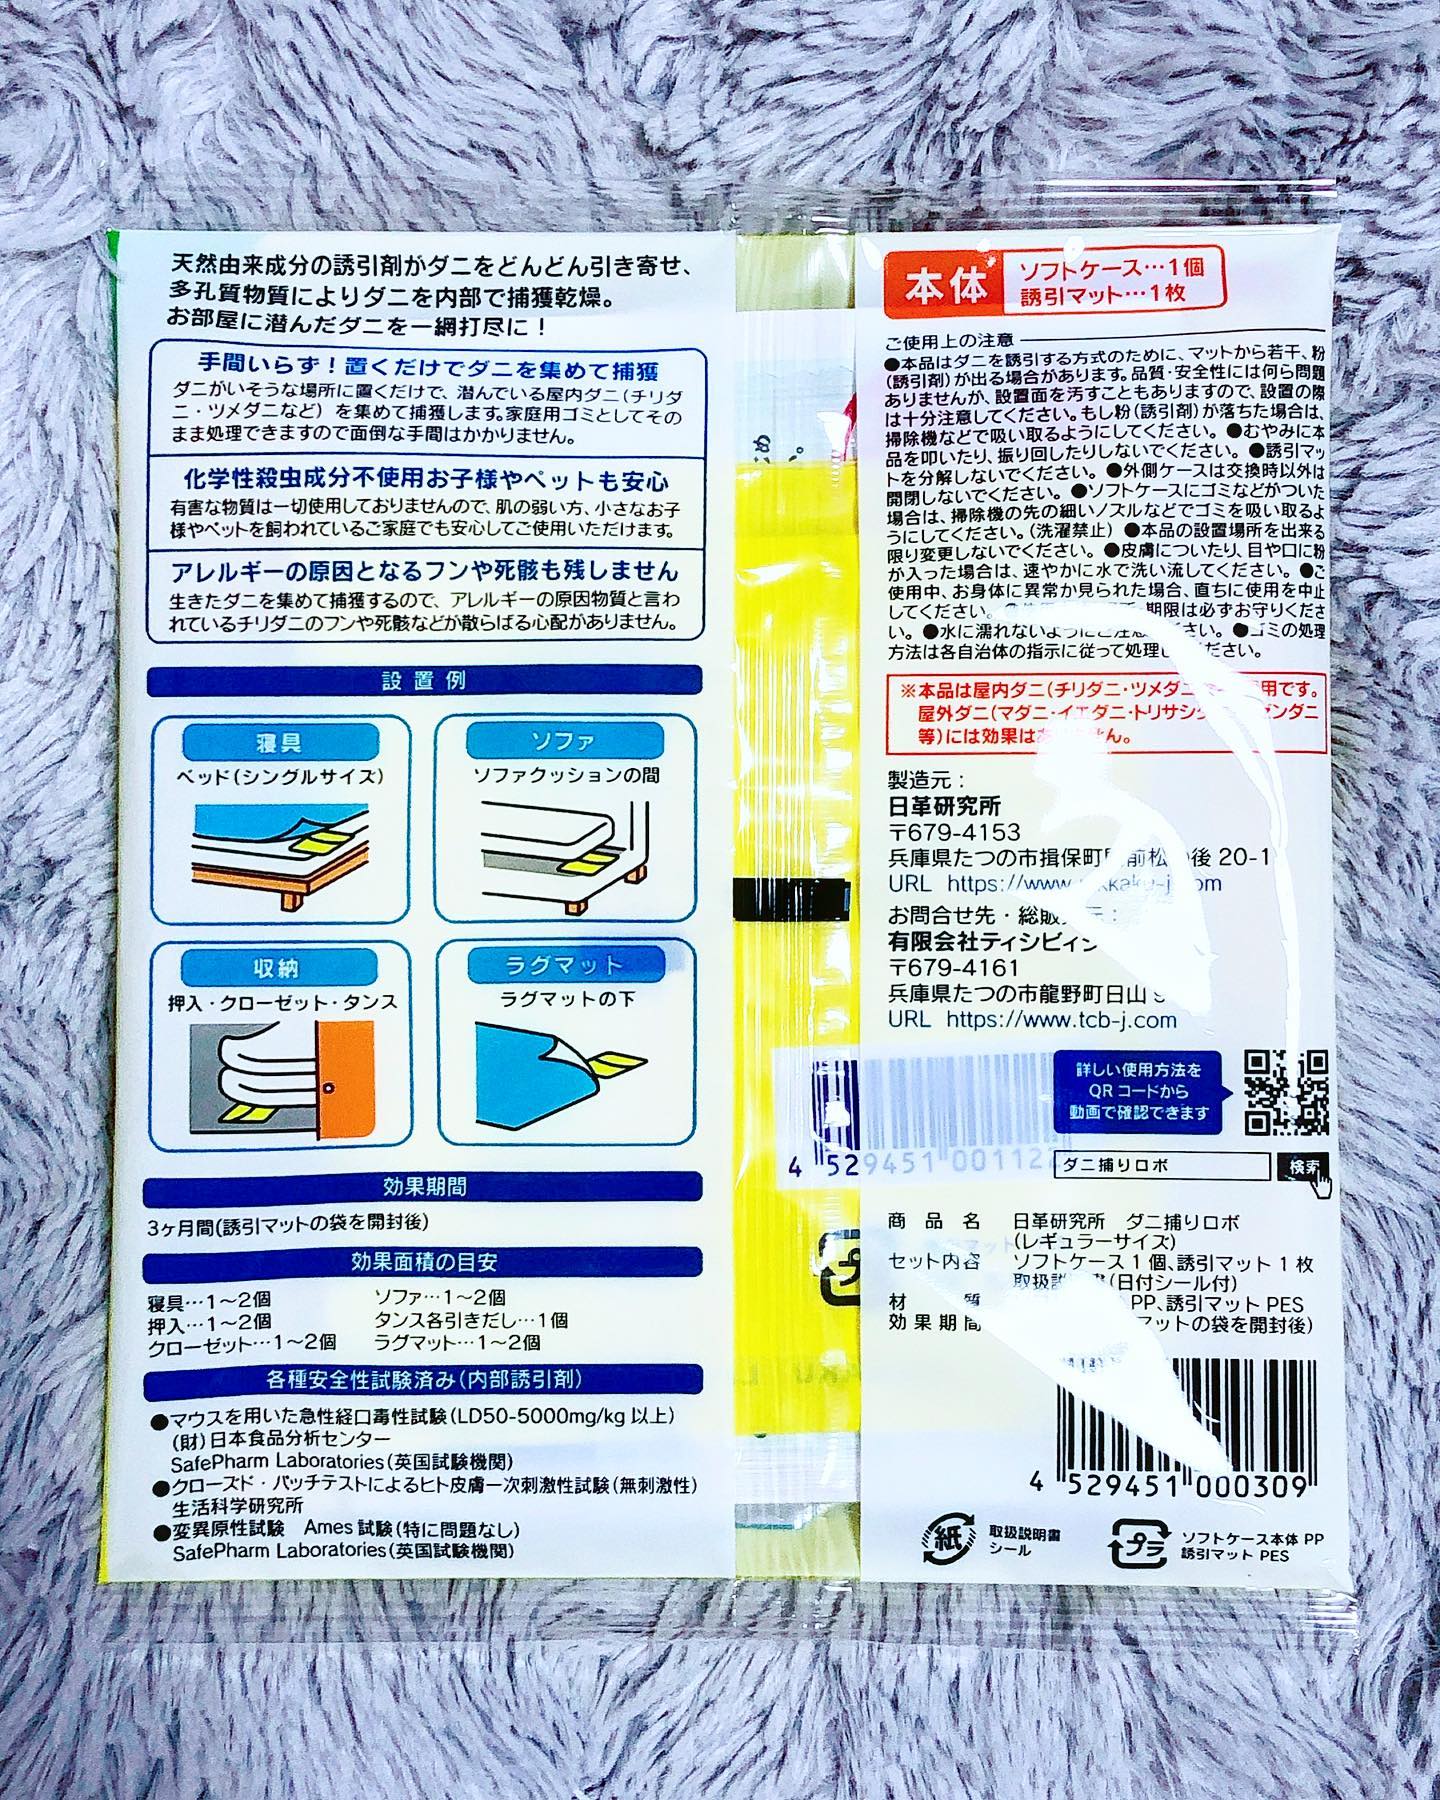 天然由来成分の誘引剤がダニをどんどん引き寄せ、
多孔質物質によりダニを内部で捕獲乾燥。
お部屋に潜んだダニを一網打尽に！
手間いらず！置くだけでダニを集めて捕獲
ダニがいそうな場所に置くだけで、潜んでいる屋内ダニ（チリダ
ニ・ツメダニなど）を集めて捕獲します。家庭用ゴミとしてその
まま処理できますので面倒な手間はかかりません。
化学性殺虫成分不使用お子様やペットも安心
有害な物質は一切使用しておりませんので、肌の弱い方、小さなお子
様やペットを飼われているご家庭でも安心してご使用いただけます。
アレルギーの原因となるフンや死骸も残しません
生きたダニを集めて捕獲するので、アレルギーの原因物質と言わ
れているチリダニのフンや死骸などが散らばる心配がありません。
設置例
寝具
ベッド（シングルサイズ）
ソファ
ソファクッションの間
収納
押入・クローゼット・タンス
ラグマット
ラグマットの下
効果期間
3ヶ月間(誘引マットの袋を開封後)
効果面積の目安
寝具…1～2個 ソファ…1～2個
押入…1～2個 タンス各引きだし…1個
クローゼット…1～2個 ラグマット…1～2個
各種安全性試験済み（内部誘引剤）
●マウスを用いた急性経口毒性試験（LD50-5000mg/kg 以上）
（財）日本食品分析センター
SafePharm Laboratories（英国試験機関）
●クローズド・パッチテストによるヒト皮膚一次刺激性試験（無刺激性）
生活科学研究所
●変異原性試験 Ames 試験（特に問題なし）
SafePharm Laboratories（英国試験機関）
本体
ソフトケース…1個
誘引マット…1枚
ご使用上の注意
●本品はダニを誘引する方式のために、マットから若干、粉
（誘引剤）が出る場合があります。品質・安全性には何ら問題
ありませんが、設置面を汚すこともありますので、設置の際
は十分注意してください。もし粉（誘引剤）が落ちた場合は、
掃除機などで吸い取るようにしてください。●むやみに本
品を叩いたり、振り回したりしないでください。●誘引マッ
トを分解しないでください。●外側ケースは交換時以外は
開閉しないでください。●ソフトケースにゴミなどがついた
場合は、掃除機の先の細いノズルなどでゴミを吸い取るよ
うにしてください。（洗濯禁止）●本品の設置場所を出来る
限り変更しないでください。●皮膚についたり、目や口に粉
が入った場合は、速やかに水で洗い流してください。●ご
使用中、お身体に異常が見られた場合、直ちに使用を中止
してください。 期限は必ずお守りくださ
い。●水に濡れないようにご注意ください。●ゴミの処理
方法は各自治体の指示に従って処理してください。
※本品は屋内ダニ（チリダニ・ツメダニ 用です。
屋外ダニ（マダニ・イエダニ・トリサシ ゼンダニ
等）には効果はありません。
製造元：
日革研究所
〒679-4153
兵庫県たつの市揖保町 前松 後 20-1
URL https://www.
お問合せ先・総販売元：
有限会社ティシビィ
〒679-4161
兵庫県たつの市龍野町日山
URL https://www.tcb-j.com
詳しい使用方法を
QRコードから
動画で確認できます
4 529451 001122
ダニ捕りロボ 検索
商品名 日革研究所 ダニ捕りロボ
（レギュラーサイズ）
セット内容 ソフトケース 1 個、誘引マット 1 枚
取扱説明書（日付シール付）
材質 PP、誘引マット PES
効果期間 マットの袋を開封後）
4 529451 000309
紙 取扱説明書
シール
プラ ソフトケース本体 PP
誘引マット PES